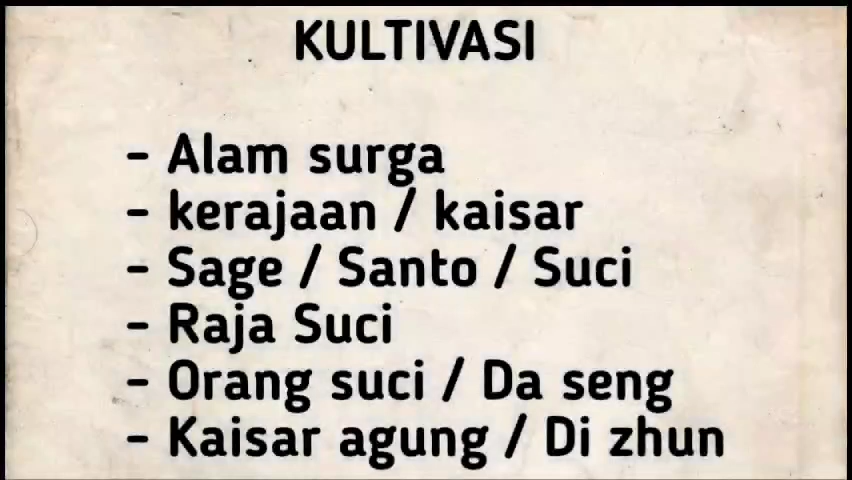 KULTIVASI
- Alam surga
- kerajaan / kaisar
- Sage / Santo / Suci
- Raja Suci
- Orang suci / Da seng
- Kaisar agung / Di zhun